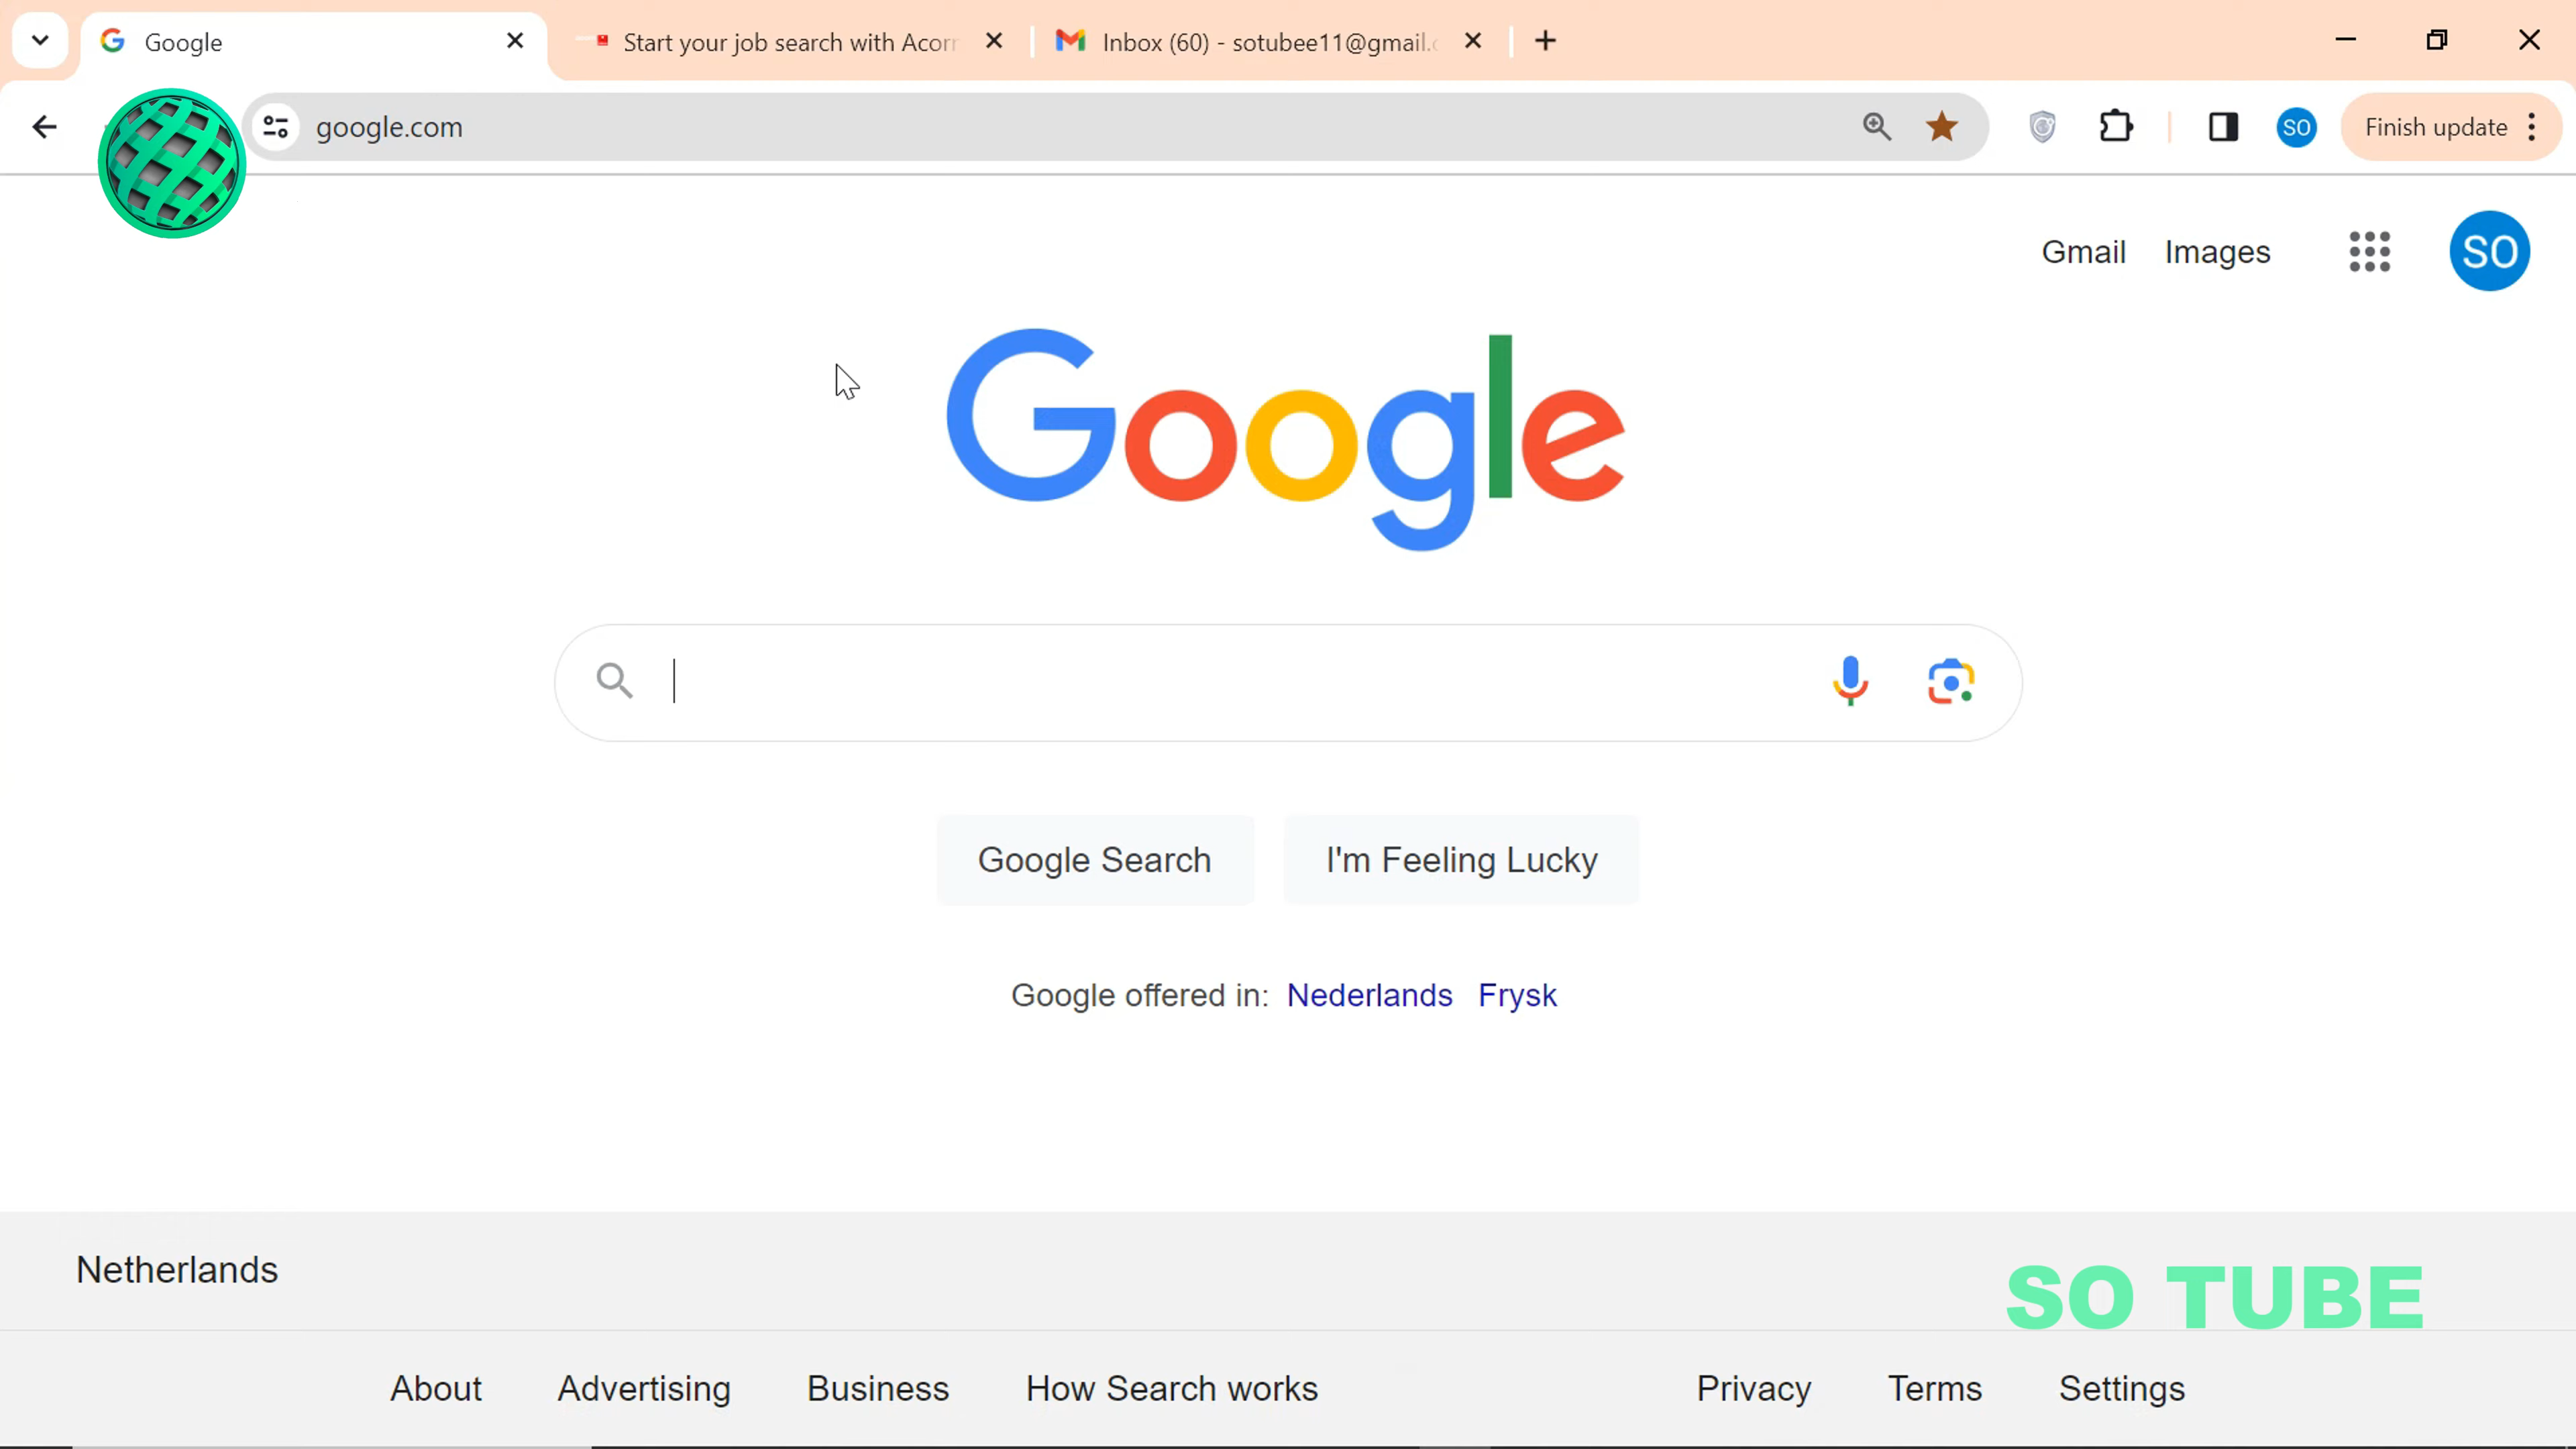 Google
Start your job search with Acorn
Inbox (60) - sotubee11@gmail.c
google.com
SO
Finish update
Gmail
Images
SO
Google
Google Search
I'm Feeling Lucky
Google offered in: Nederlands Frysk
Netherlands
SO TUBE
About
Advertising
Business
How Search works
Privacy
Terms
Settings